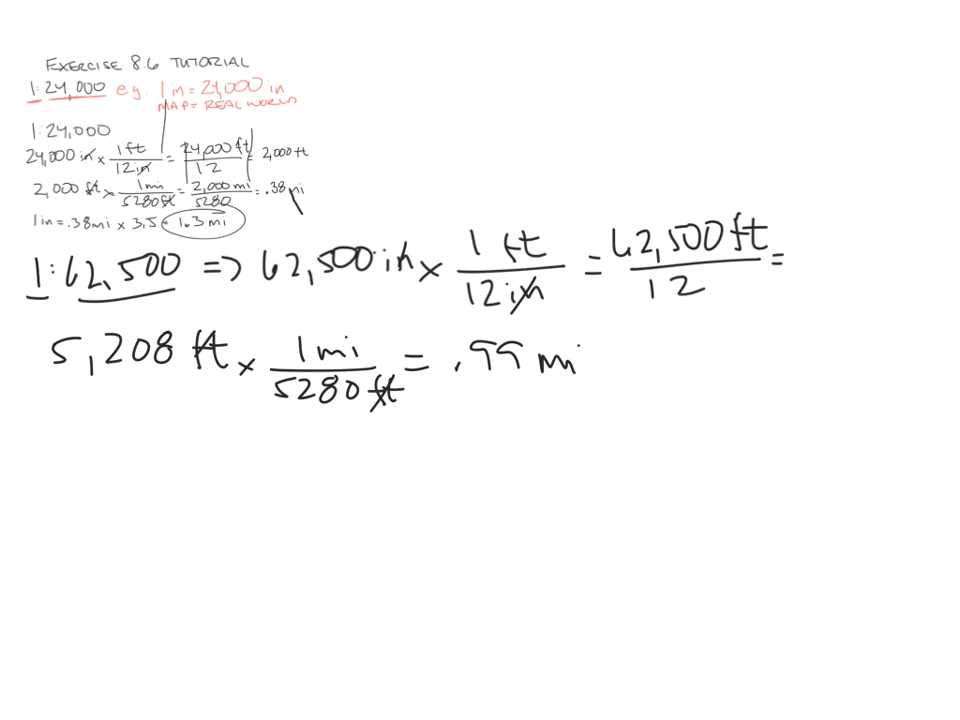 EXERCISE 8.6 TUTORIAL
1:24,000 e.g. 1 in = 24,000 in
MAP = REAL WORLD
1:24,000
24,000 in × 1 ft / 12 in = 24,000 ft / 12 = 2,000 ft
2,000 ft × 1 mi / 5280 ft = 2,000 mi / 5280 = .38 mi
1 in = .38 mi × 3.5 = 1.3 mi
1:62,500 => 62,500 in × 1 ft / 12 in = 62,500 ft / 12 =
5,208 ft × 1 mi / 5280 ft = .99 mi